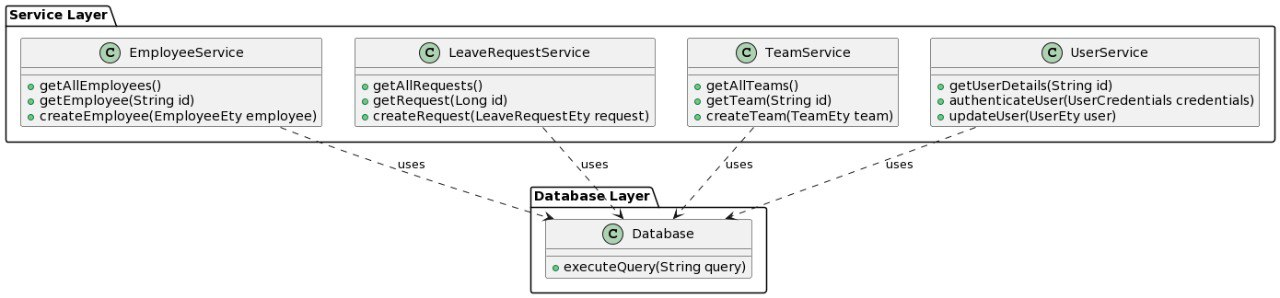 Service Layer
C EmployeeService
getAllEmployees()
getEmployee(String id)
createEmployee(EmployeeEty employee)
C LeaveRequestService
getAllRequests()
getRequest(Long id)
createRequest(LeaveRequestEty request)
C TeamService
getAllTeams()
getTeam(String id)
createTeam(TeamEty team)
C UserService
getUserDetails(String id)
authenticateUser(UserCredentials credentials)
updateUser(UserEty user)
uses
uses
uses
uses
Database Layer
C Database
executeQuery(String query)